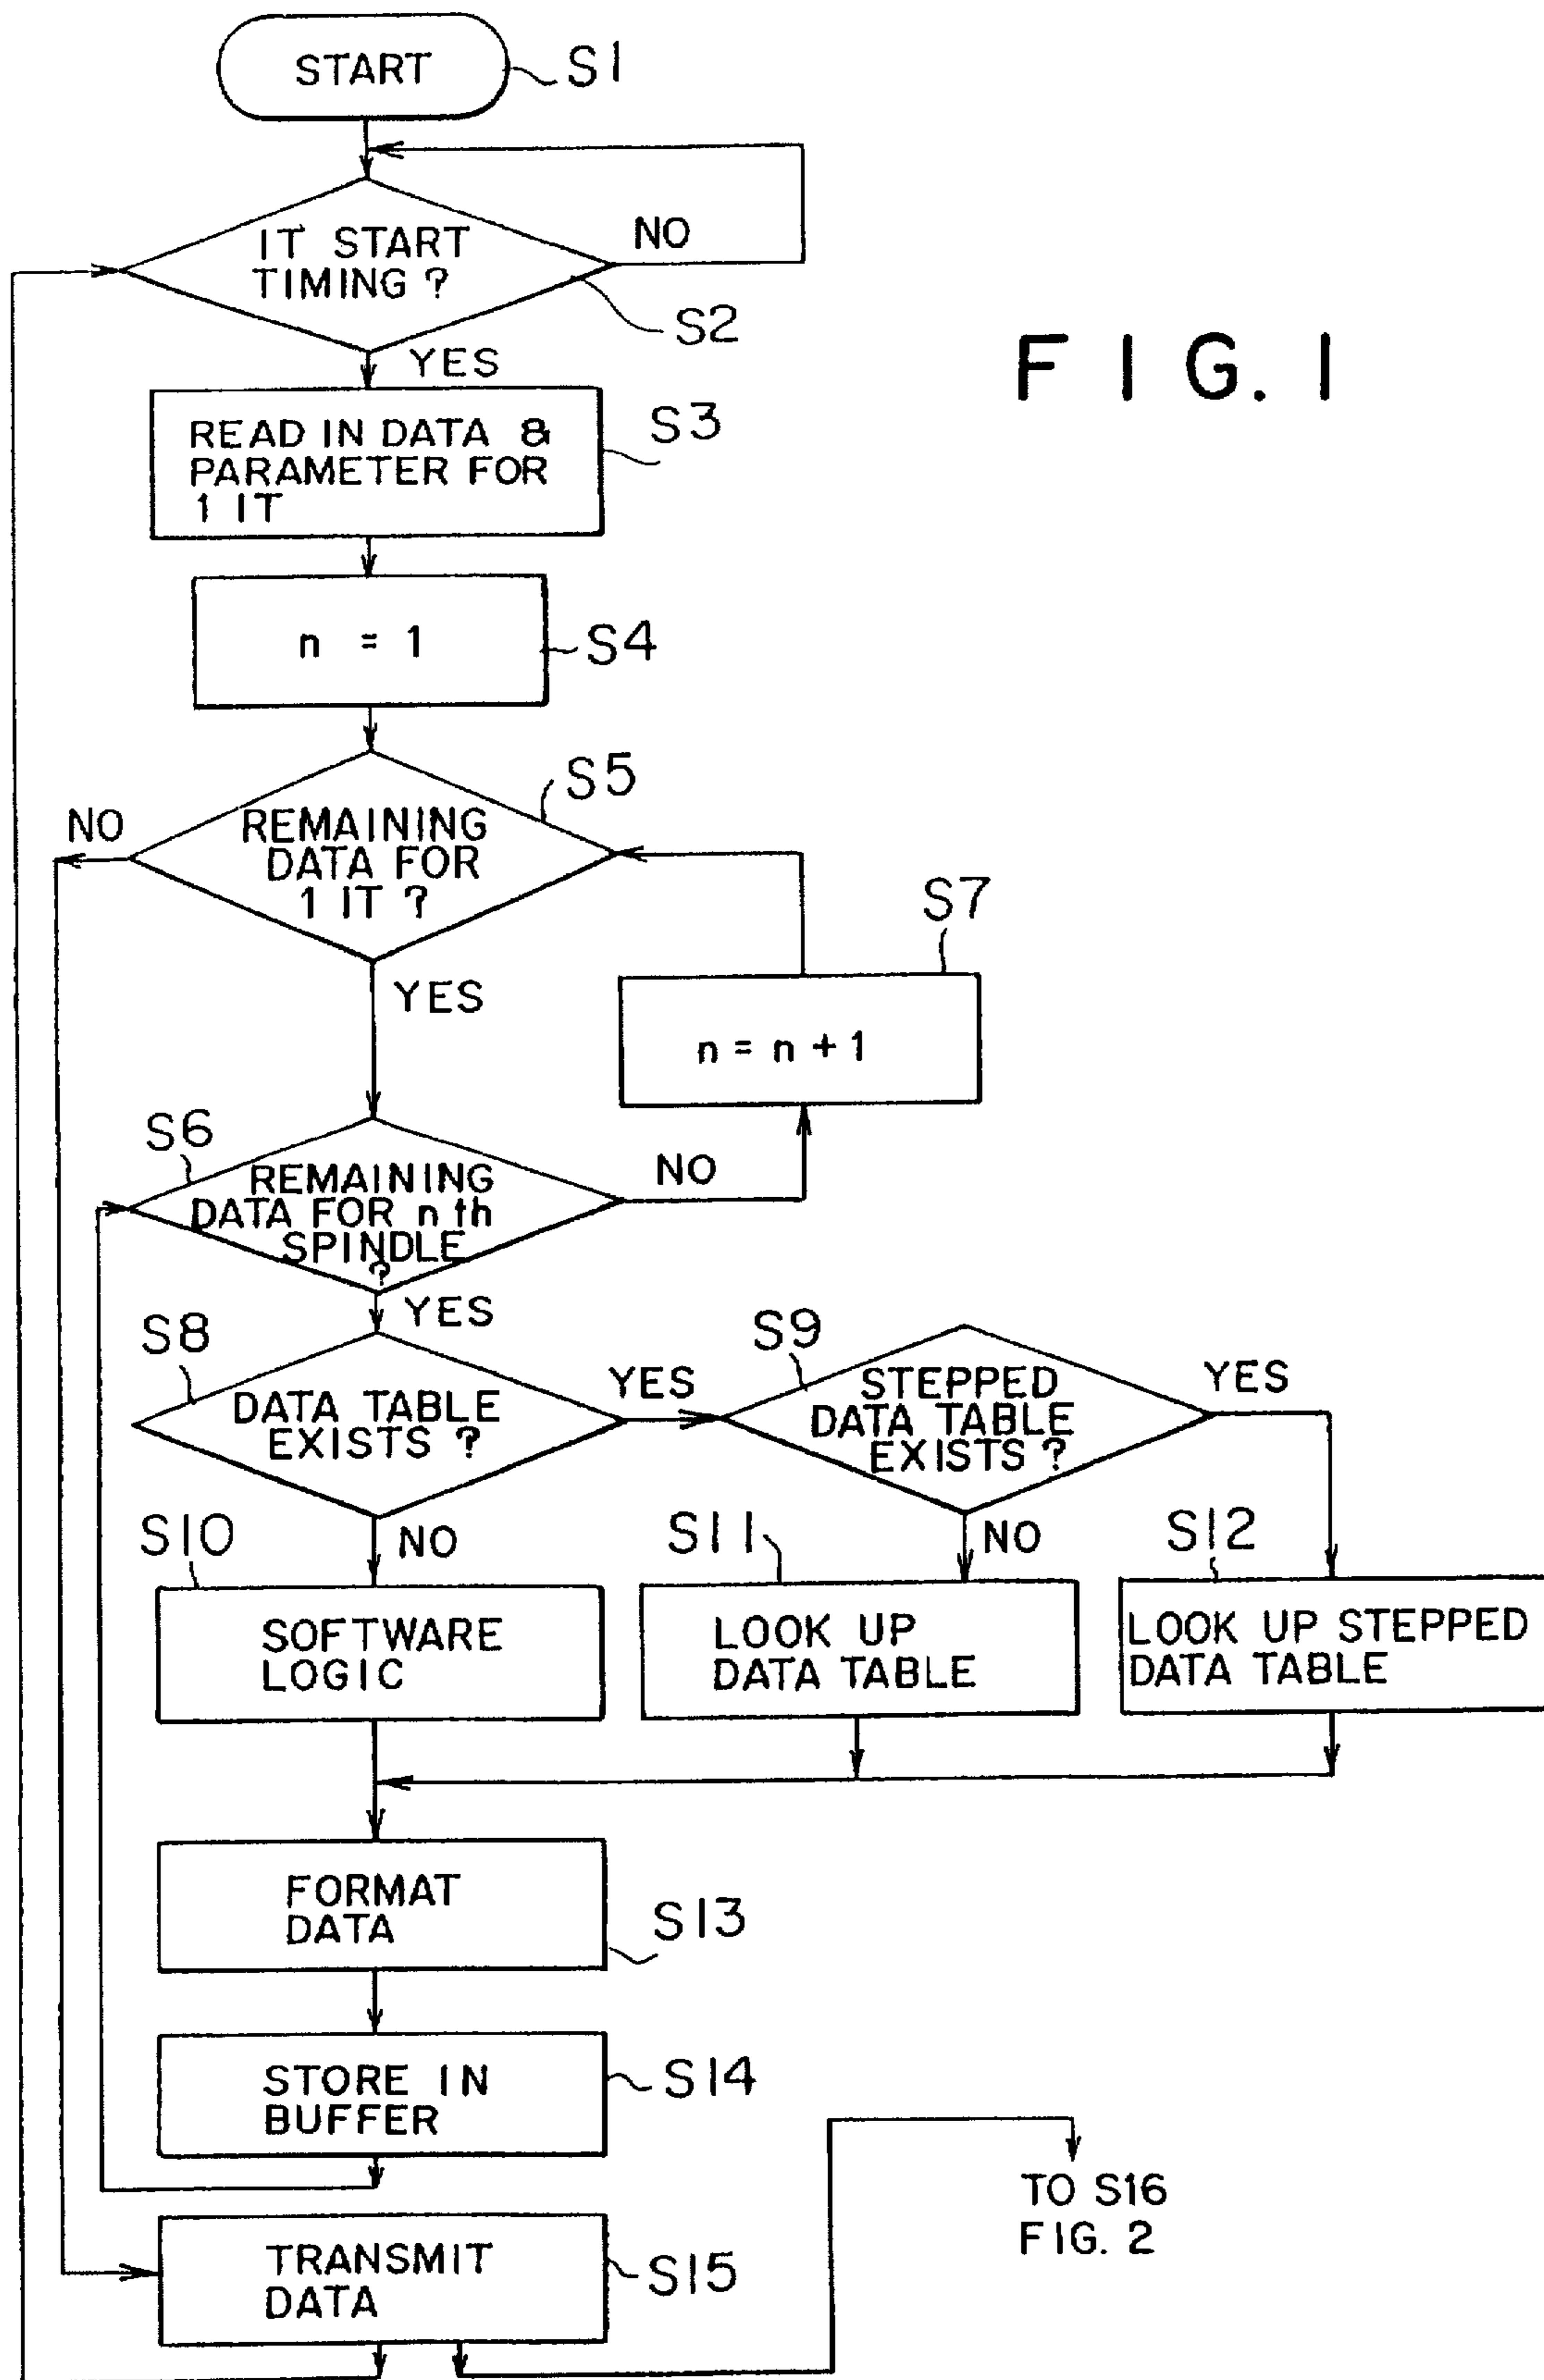 START
S1
IT START
TIMING ?
NO
S2
FIG. 1
YES
READ IN DATA &
PARAMETER FOR
1 IT
S3
n = 1
S4
S5
NO
REMAINING
DATA FOR
1 IT ?
S7
YES
n = n + 1
S6
REMAINING
DATA FOR n th
SPINDLE
?
NO
YES
S8
DATA TABLE
EXISTS ?
YES
S9
STEPPED
DATA TABLE
EXISTS ?
YES
S10
NO
S11
NO
S12
SOFTWARE
LOGIC
LOOK UP
DATA TABLE
LOOK UP STEPPED
DATA TABLE
FORMAT
DATA
S13
STORE IN
BUFFER
S14
TO S16
FIG. 2
TRANSMIT
DATA
S15